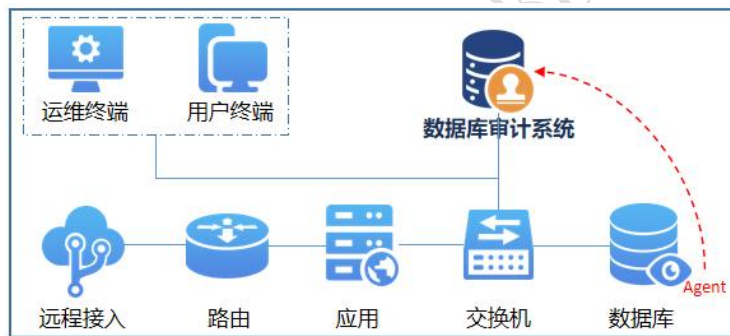 运维终端
用户终端
数据库审计系统
Agent
远程接入
路由
应用
交换机
数据库